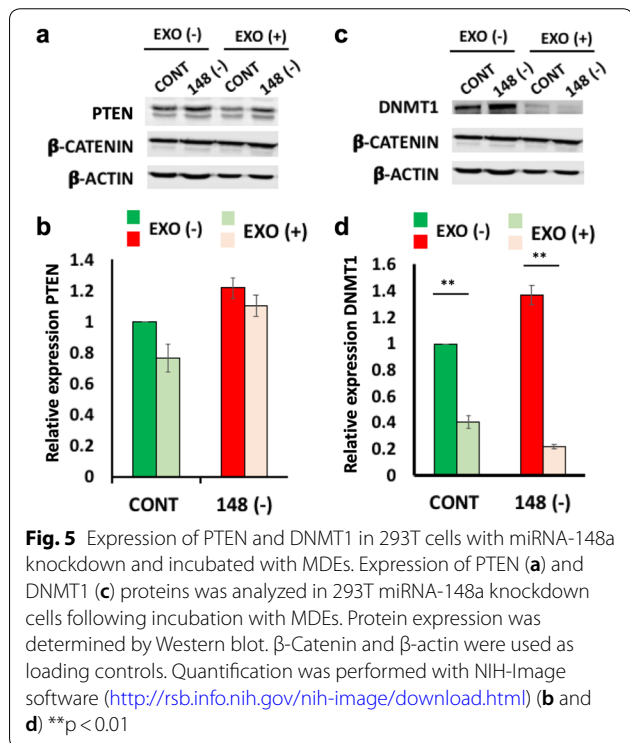 a
EXO (-) EXO (+)
CONT 148 (-) CONT 148 (-)
PTEN
β-CATENIN
β-ACTIN
c
EXO (-) EXO (+)
CONT 148 (-) CONT 148 (-)
DNMT1
β-CATENIN
β-ACTIN
b
EXO (-) EXO (+)
Relative expression PTEN
1.4
1.2
1
0.8
0.6
0.4
0.2
0
CONT 148 (-)
d
EXO (-) EXO (+)
Relative expression DNMT1
1.6
1.4
1.2
1
0.8
0.6
0.4
0.2
0
** **
CONT 148 (-)
Fig. 5 Expression of PTEN and DNMT1 in 293T cells with miRNA-148a
knockdown and incubated with MDEs. Expression of PTEN (a) and
DNMT1 (c) proteins was analyzed in 293T miRNA-148a knockdown
cells following incubation with MDEs. Protein expression was
determined by Western blot. β-Catenin and β-actin were used as
loading controls. Quantification was performed with NIH-Image
software (http://rsb.info.nih.gov/nih-image/download.html) (b and
d) **p < 0.01